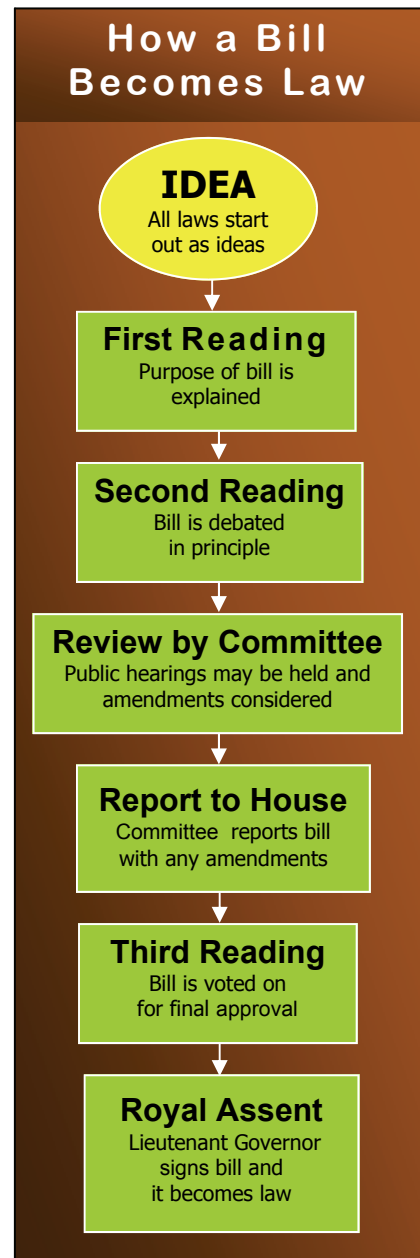 How a Bill
Becomes Law
IDEA
All laws start
out as ideas
First Reading
Purpose of bill is
explained
Second Reading
Bill is debated
in principle
Review by Committee
Public hearings may be held and
amendments considered
Report to House
Committee reports bill
with any amendments
Third Reading
Bill is voted on
for final approval
Royal Assent
Lieutenant Governor
signs bill and
it becomes law